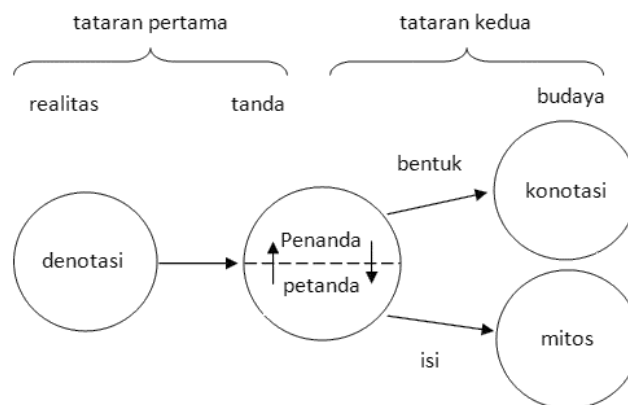 tataran pertama
tataran kedua
realitas
tanda
budaya
bentuk
konotasi
denotasi
Penanda
petanda
isi
mitos